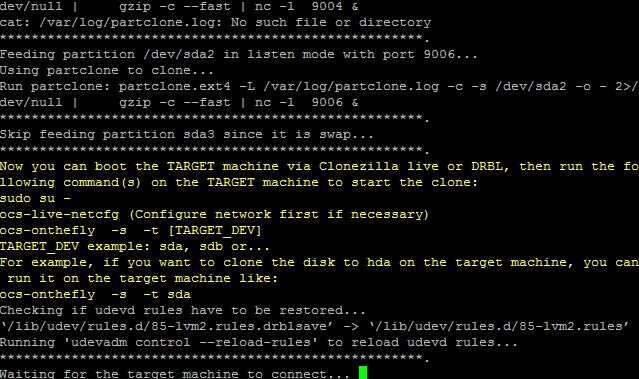 dev/null |     gzip -c --fast | nc -l  9004 &
cat: /var/log/partclone.log: No such file or directory
*****************************************************.
Feeding partition /dev/sda2 in listen mode with port 9006...
Using partclone to clone...
Run partclone: partclone.ext4 -L /var/log/partclone.log -c -s /dev/sda2 -o - 2>/
dev/null |     gzip -c --fast | nc -l  9006 &
*****************************************************.
Skip feeding partition sda3 since it is swap...
*****************************************************.
Now you can boot the TARGET machine via Clonezilla live or DRBL, then run the fo
llowing command(s) on the TARGET machine to start the clone:
sudo su -
ocs-live-netcfg (Configure network first if necessary)
ocs-onthefly  -s  -t [TARGET_DEV]
TARGET_DEV example: sda, sdb or...
For example, if you want to clone the disk to hda on the target machine, you can
 run it on the target machine like:
ocs-onthefly  -s  -t sda
Checking if udevd rules have to be restored...
‘/lib/udev/rules.d/85-lvm2.rules.drblsave’ -> ‘/lib/udev/rules.d/85-lvm2.rules’
Running 'udevadm control --reload-rules' to reload udevd rules...
*****************************************************.
Waiting for the target machine to connect...